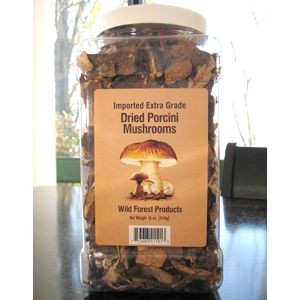 Imported Extra Grade
Dried Porcini
Mushrooms
Wild Forest Products
Net Weight 16 oz. (454g)